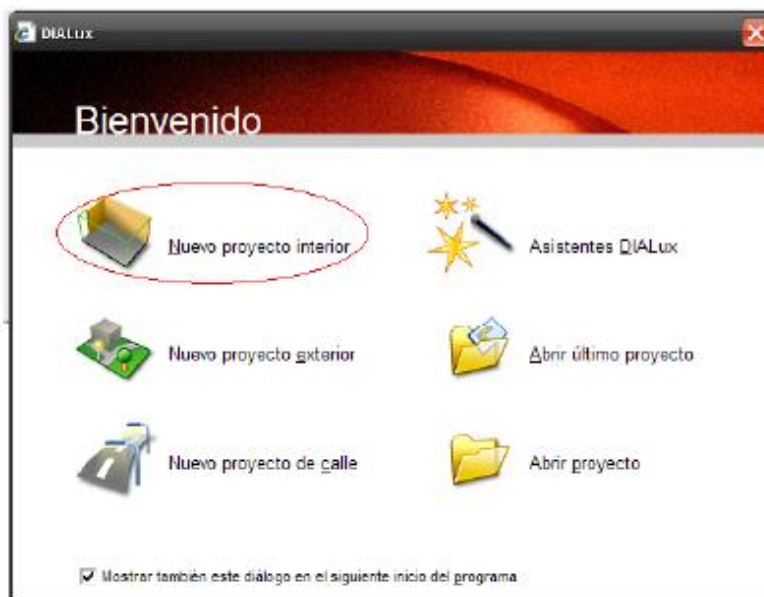 DIALux
Bienvenido
Nuevo proyecto interior
Asistentes DIALux
Nuevo proyecto exterior
Abrir último proyecto
Nuevo proyecto de calle
Abrir proyecto
Mostrar también este diálogo en el siguiente inicio del programa